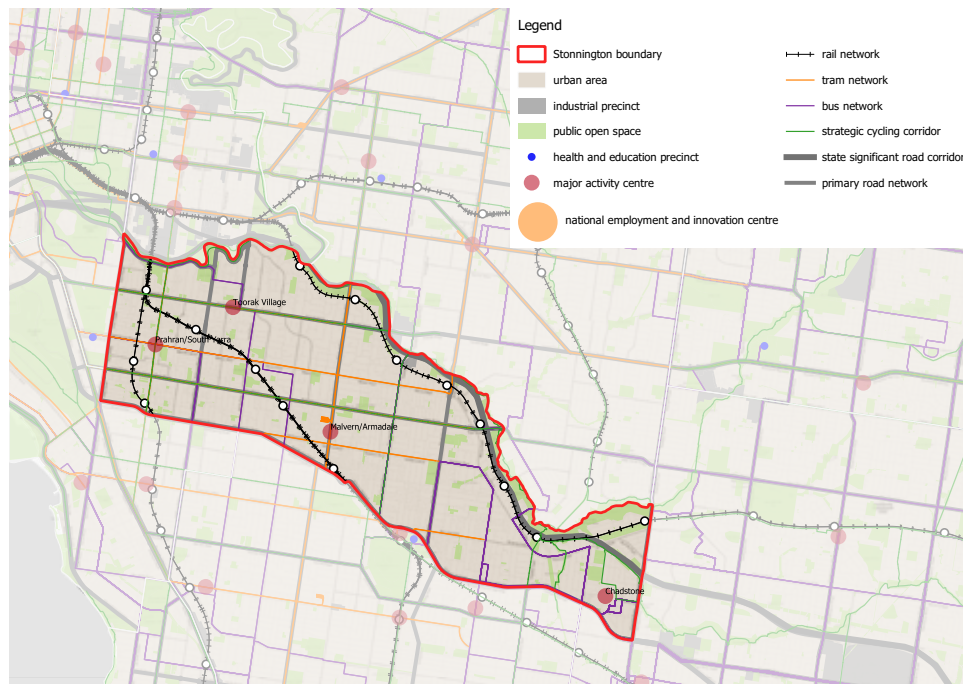 Legend
Stonnington boundary
urban area
industrial precinct
public open space
health and education precinct
major activity centre
national employment and innovation centre
rail network
tram network
bus network
strategic cycling corridor
state significant road corridor
primary road network
Toorak Village
Prahran/South Yarra
Malvern/Armadale
Chadstone